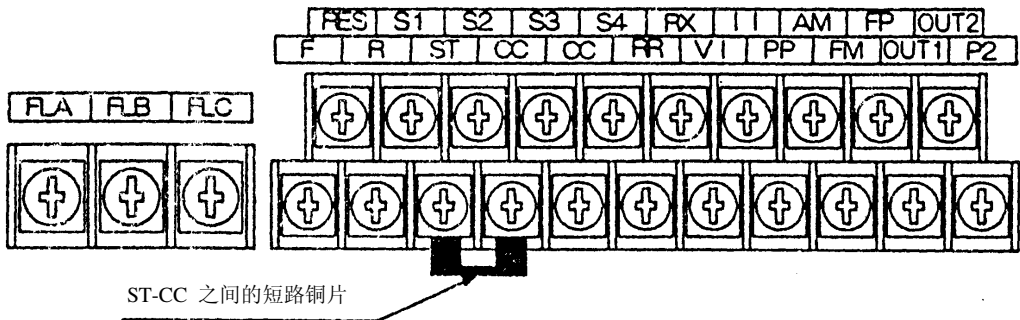 RES S1 S2 S3 S4 RX II AM FP OUT2
F R ST CC CC RR VI PP FM OUT1 P2
FLA FLB FLC
ST-CC 之间的短路铜片